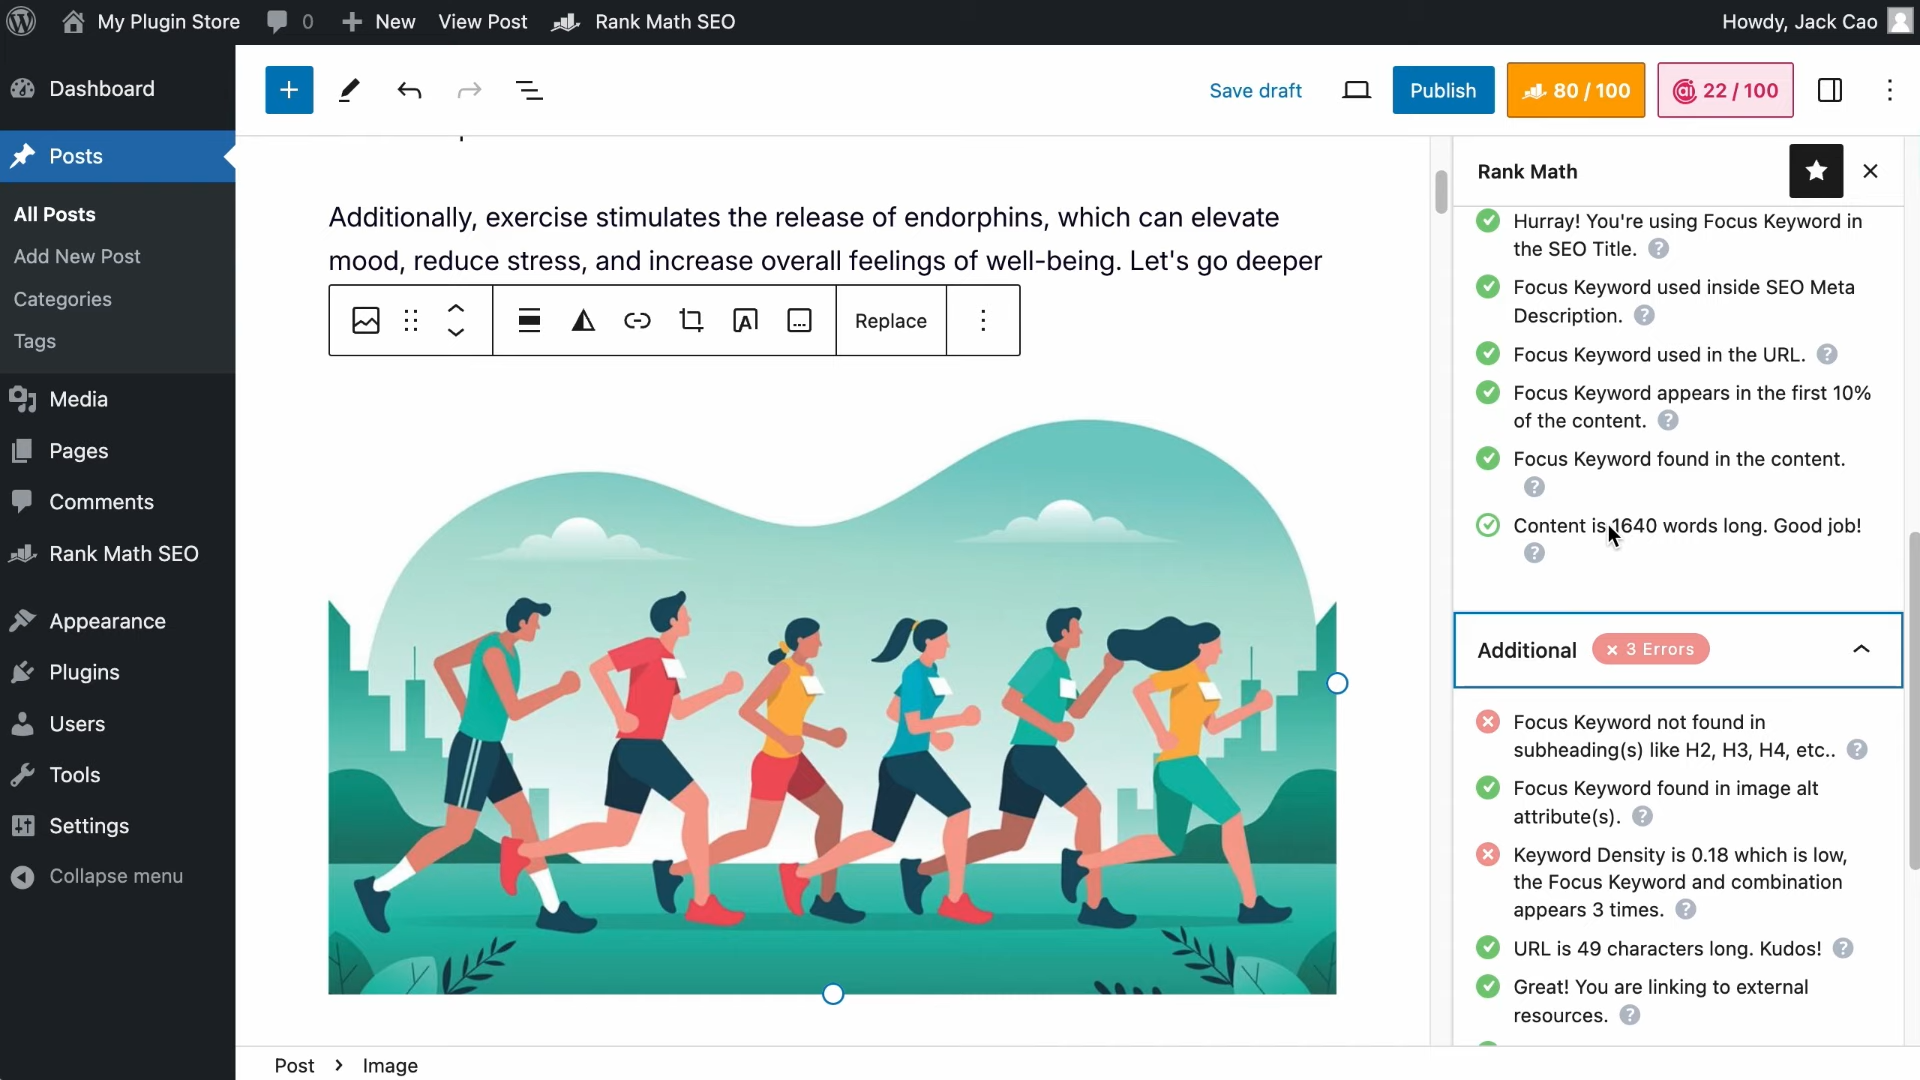 My Plugin Store
0
New
View Post
Rank Math SEO
Howdy, Jack Cao
Dashboard
Posts
All Posts
Add New Post
Categories
Tags
Media
Pages
Comments
Rank Math SEO
Appearance
Plugins
Users
Tools
Settings
Collapse menu
Save draft
Publish
80 / 100
ai
22 / 100
Additionally, exercise stimulates the release of endorphins, which can elevate
mood, reduce stress, and increase overall feelings of well-being. Let's go deeper
A
Replace
Post
Image
Rank Math
Hurray! You're using Focus Keyword in
the SEO Title. ?
Focus Keyword used inside SEO Meta
Description. ?
Focus Keyword used in the URL. ?
Focus Keyword appears in the first 10%
of the content. ?
Focus Keyword found in the content.
?
Content is 1640 words long. Good job!
?
Additional × 3 Errors
Focus Keyword not found in
subheading(s) like H2, H3, H4, etc.. ?
Focus Keyword found in image alt
attribute(s). ?
Keyword Density is 0.18 which is low,
the Focus Keyword and combination
appears 3 times. ?
URL is 49 characters long. Kudos! ?
Great! You are linking to external
resources. ?